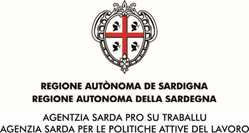 REGIONE AUTÒNOMA DE SARDIGNA
REGIONE AUTONOMA DELLA SARDEGNA
AGENTZIA SARDA PRO SU TRABALLU
AGENZIA SARDA PER LE POLITICHE ATTIVE DEL LAVORO